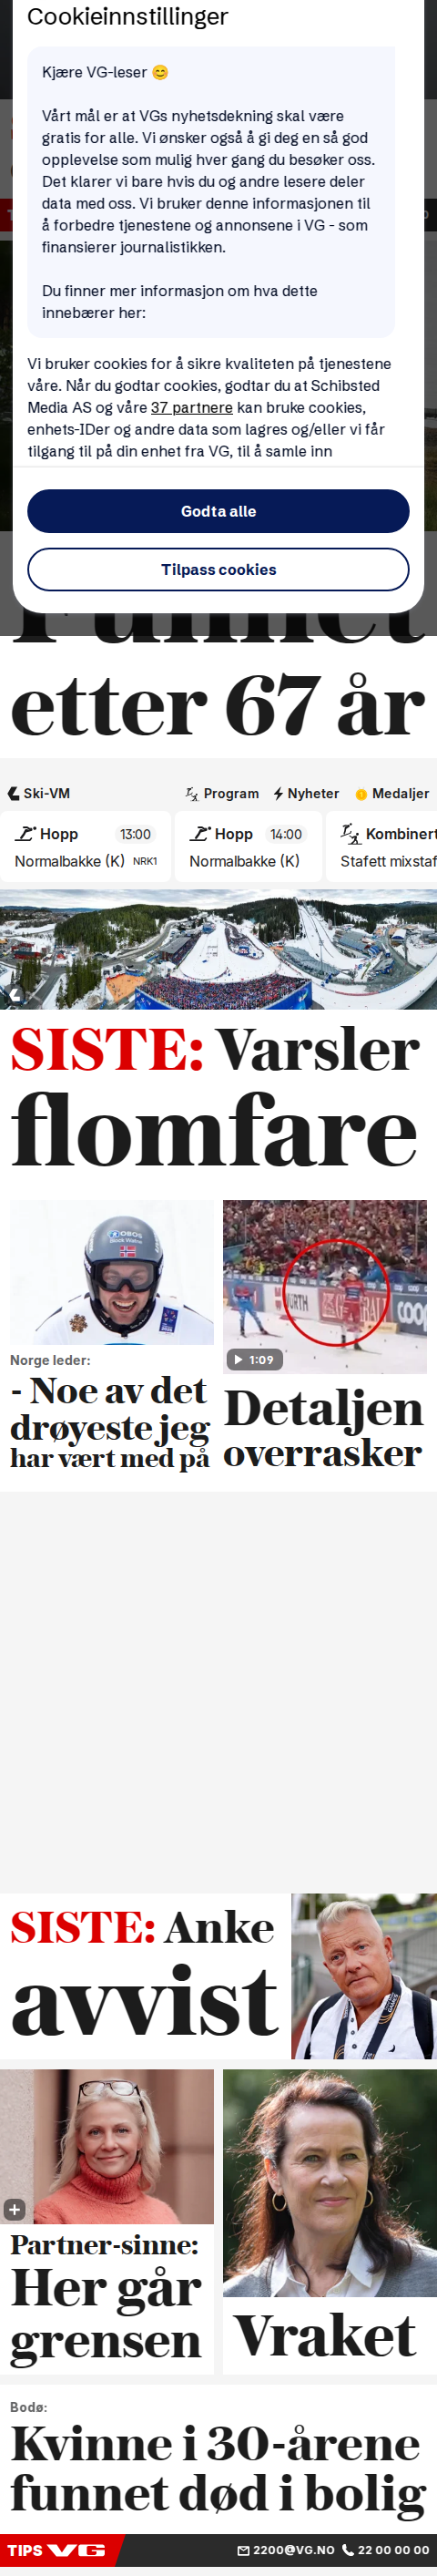 Cookieinnstillinger
Kjære VG-leser 😊
Vårt mål er at VGs nyhetsdekning skal være
gratis for alle. Vi ønsker også å gi deg en så god
opplevelse som mulig hver gang du besøker oss.
Det klarer vi bare hvis du og andre lesere deler
data med oss. Vi bruker denne informasjonen til
å forbedre tjenestene og annonsene i VG - som
finansierer journalistikken.
Du finner mer informasjon om hva dette
innebærer her:
Vi bruker cookies for å sikre kvaliteten på tjenestene
våre. Når du godtar cookies, godtar du at Schibsted
Media AS og våre 37 partnere kan bruke cookies,
enhets-IDer og andre data som lagres og/eller vi får
tilgang til på din enhet fra VG, til å samle inn
Godta alle
Tilpass cookies
etter 67 år
Ski-VM Program Nyheter Medaljer
Hopp 13:00 Hopp 14:00 Kombinert
Normalbakke (K) NRK1 Normalbakke (K) Stafett mixstaf
SISTE: Varsler
flomfare
Norge leder:
- Noe av det
drøyeste jeg
har vært med på
1:09
Detaljen
overrasker
SISTE: Anke
avvist
Partner-sinne:
Her går
grensen
Vraket
Bodø:
Kvinne i 30-årene
funnet død i bolig
TIPS VG 2200@VG.NO 22 00 00 00